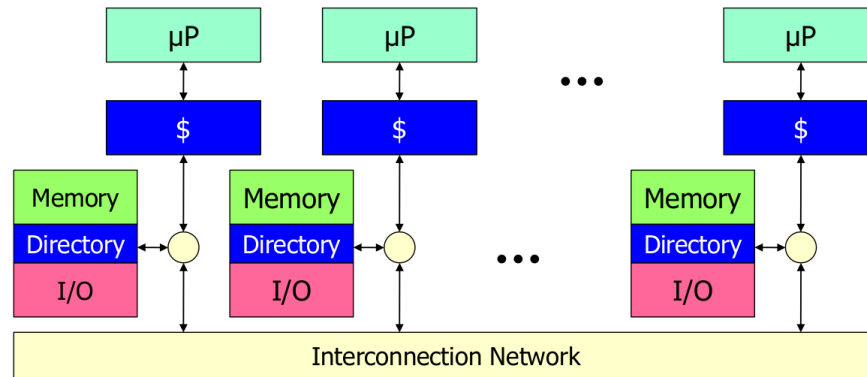 µP
µP
µP
...
$
$
$
Memory
Directory
I/O
Memory
Directory
I/O
...
Memory
Directory
I/O
Interconnection Network